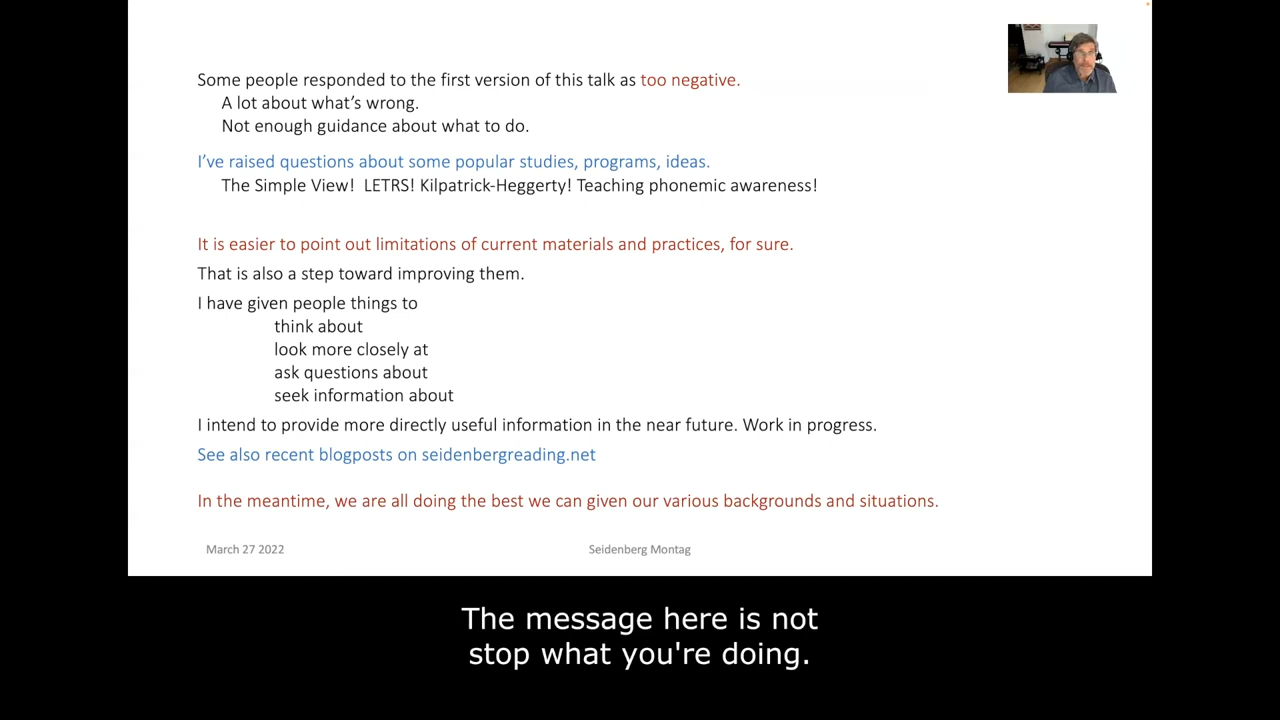 Some people responded to the first version of this talk as too negative.
A lot about what's wrong.
Not enough guidance about what to do.
I've raised questions about some popular studies, programs, ideas.
The Simple View!  LETRS! Kilpatrick-Heggerty! Teaching phonemic awareness!
It is easier to point out limitations of current materials and practices, for sure.
That is also a step toward improving them.
I have given people things to
think about
look more closely at
ask questions about
seek information about
I intend to provide more directly useful information in the near future. Work in progress.
See also recent blogposts on seidenbergreading.net
In the meantime, we are all doing the best we can given our various backgrounds and situations.
March 27 2022
Seidenberg Montag
The message here is not
stop what you're doing.